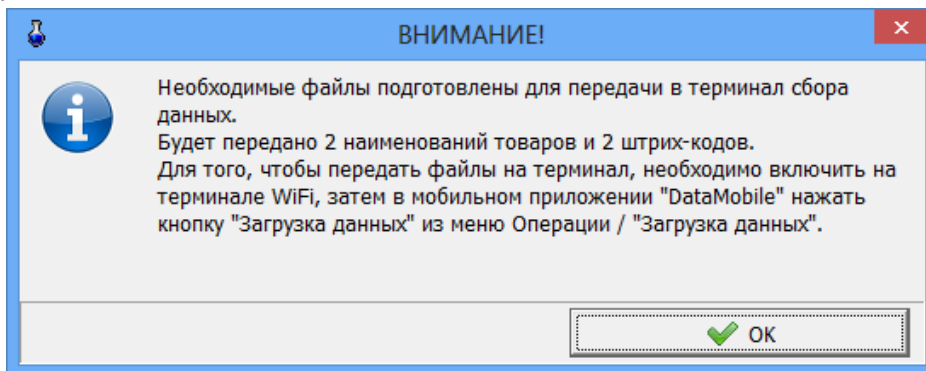 ВНИМАНИЕ!
Необходимые файлы подготовлены для передачи в терминал сбора
данных.
Будет передано 2 наименований товаров и 2 штрих-кодов.
Для того, чтобы передать файлы на терминал, необходимо включить на
терминале WiFi, затем в мобильном приложении "DataMobile" нажать
кнопку "Загрузка данных" из меню Операции / "Загрузка данных".
OK